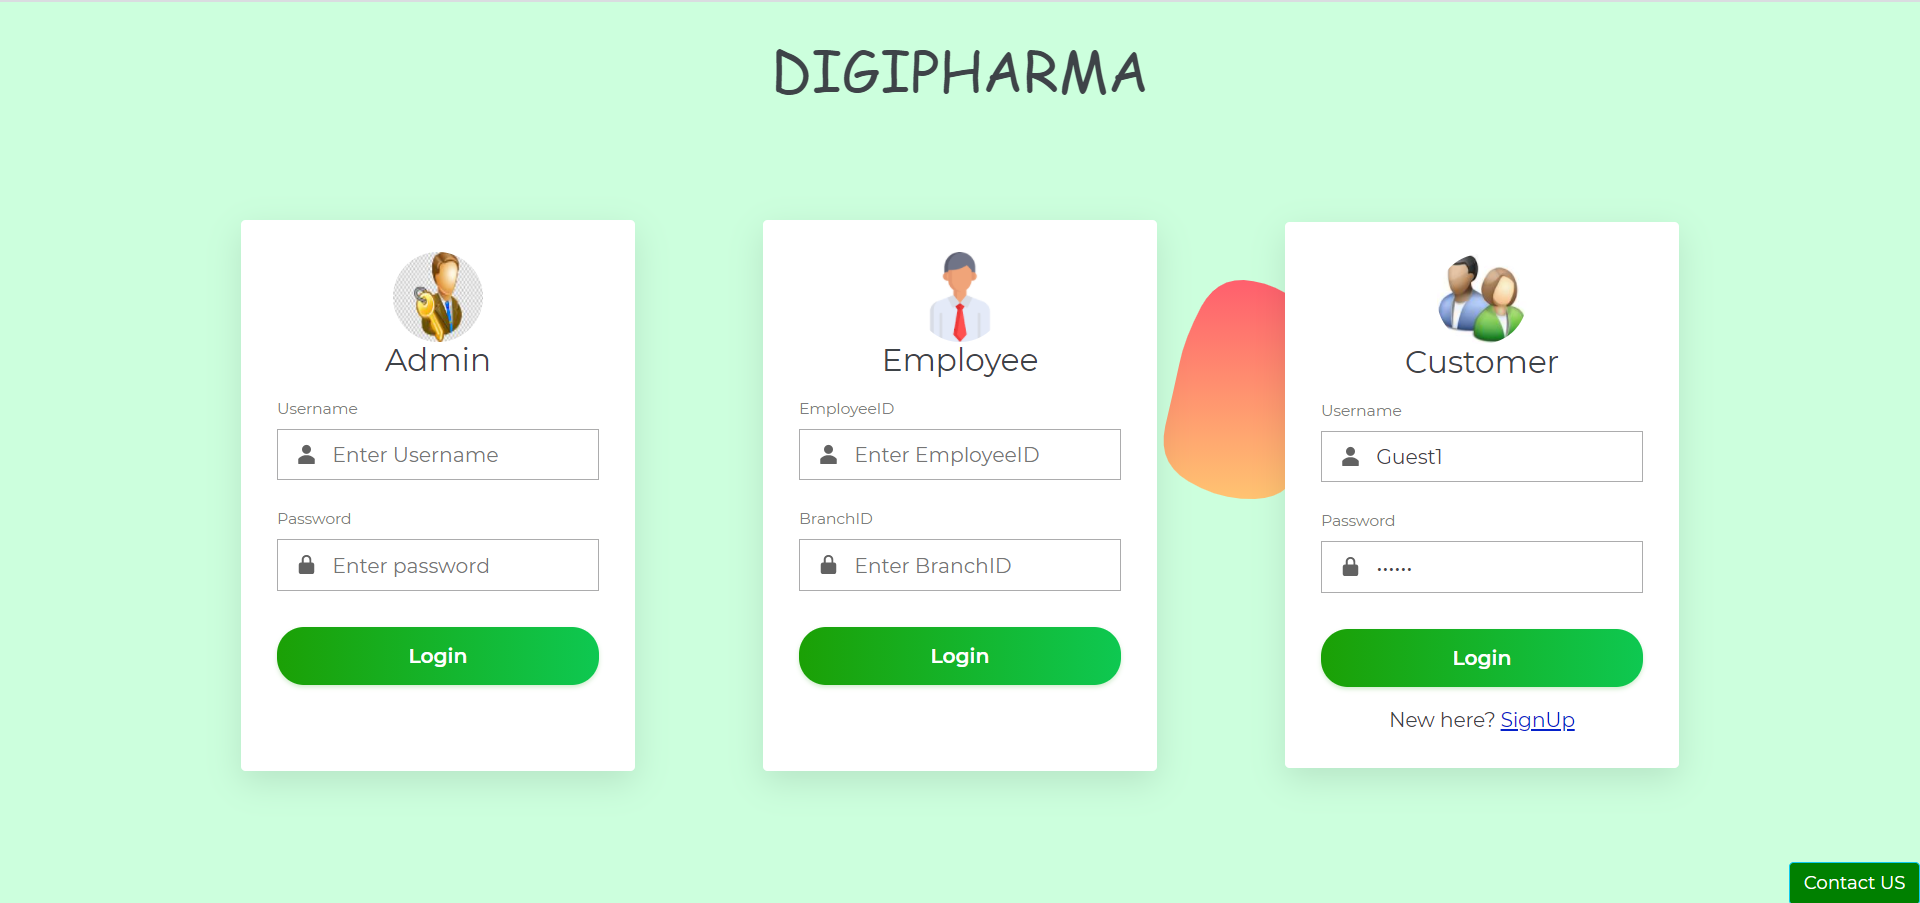 DIGIPHARMA
Admin
Username
Enter Username
Password
Enter password
Login
Employee
EmployeeID
Enter EmployeeID
BranchID
Enter BranchID
Login
Customer
Username
Guest1
Password
······
Login
New here? SignUp
Contact US